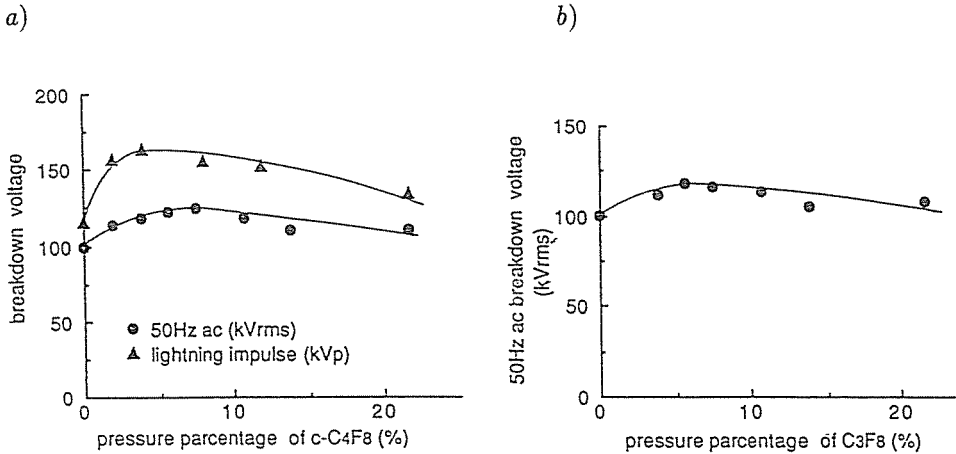 a)
b)
200
150
100
50
0
breakdown voltage
50Hz ac (kVrms)
lightning impulse (kVp)
0
10
20
pressure parcentage of c-C4F8 (%)
150
100
50
0
50Hz ac breakdown voltage
(kVrms)
0
10
20
pressure parcentage of C3F8 (%)